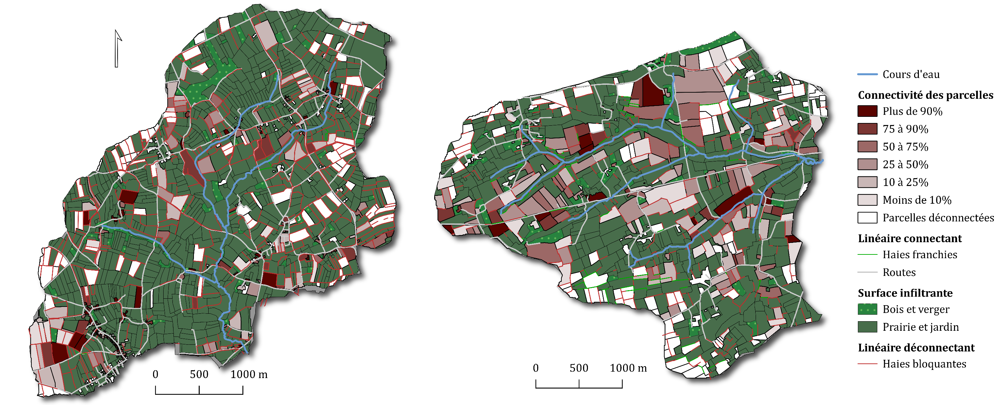 Cours d'eau
Connectivité des parcelles
Plus de 90%
75 à 90%
50 à 75%
25 à 50%
10 à 25%
Moins de 10%
Parcelles déconnectées
Linéaire connectant
Haies franchies
Routes
Surface infiltrante
Bois et verger
Prairie et jardin
Linéaire déconnectant
Haies bloquantes
0 500 1000 m
0 500 1000 m